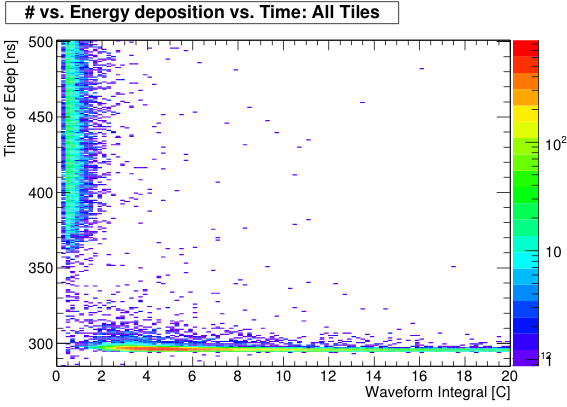 # vs. Energy deposition vs. Time: All Tiles
Time of Edep [ns]
500
450
400
350
300
0 2 4 6 8 10 12 14 16 18 20
Waveform Integral [C]
10²
10